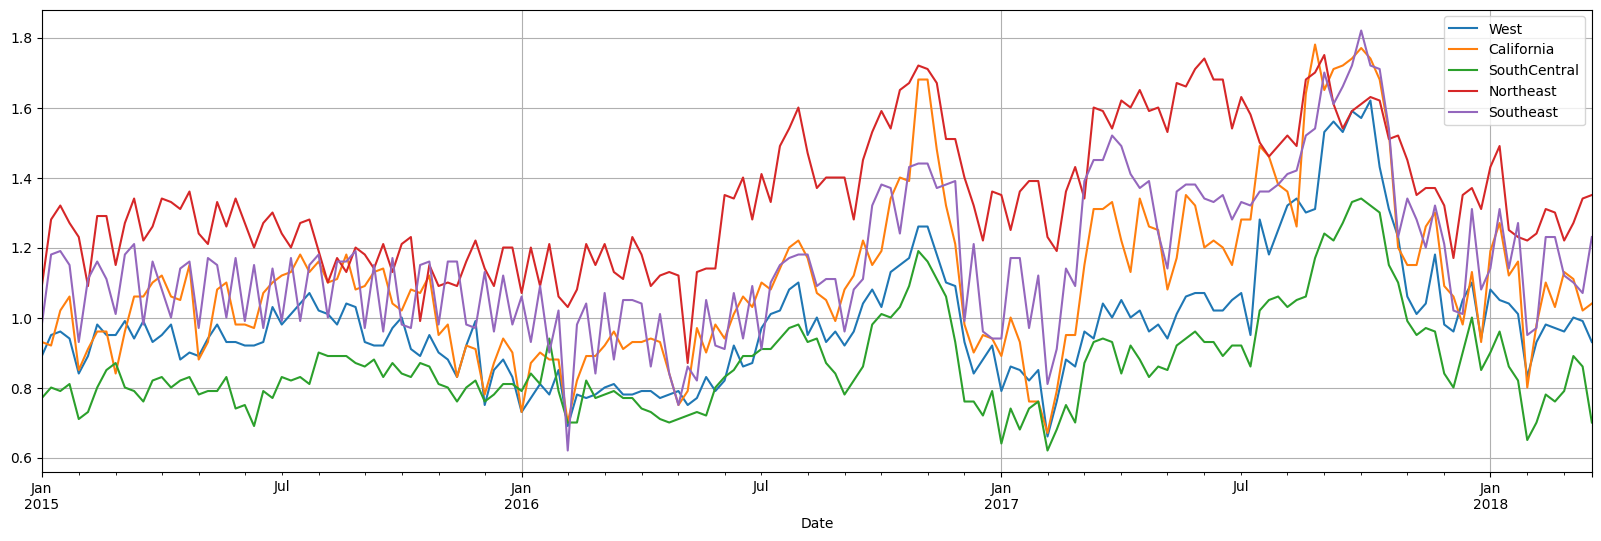 1.8
1.6
1.4
1.2
1.0
0.8
0.6
West
California
SouthCentral
Northeast
Southeast
Jan
2015
Jul
Jan
2016
Jul
Jan
2017
Jul
Jan
2018
Date